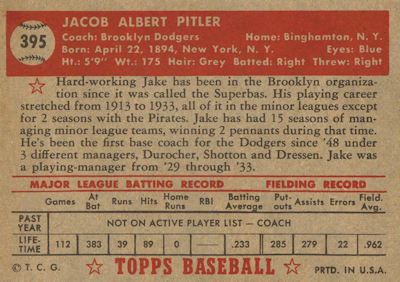 395
JACOB ALBERT PITLER
Coach: Brooklyn Dodgers Home: Binghamton, N. Y.
Born: April 22, 1894, New York, N. Y. Eyes: Blue
Ht.: 5'9" Wt.: 175 Hair: Grey Batted: Right Threw: Right
Hard-working Jake has been in the Brooklyn organiza-
tion since it was called the Superbas. His playing career
stretched from 1913 to 1933, all of it in the minor leagues except
for 2 seasons with the Pirates. Jake has had 15 seasons of man-
aging minor league teams, winning 2 pennants during that time.
He's been the first base coach for the Dodgers since '48 under
3 different managers, Durocher, Shotton and Dressen. Jake
was a player-manager from '29 through '33.
MAJOR LEAGUE BATTING RECORD FIELDING RECORD
Games At Bat Runs Hits Home Runs RBI Batting Average Put-outs Assists Errors Field. Avg.
PAST YEAR NOT ON ACTIVE PLAYER LIST — COACH
LIFE-TIME 112 383 39 89 0 — .233 285 279 22 .962
© T. C. G. TOPPS BASEBALL PRTD. IN U.S.A.